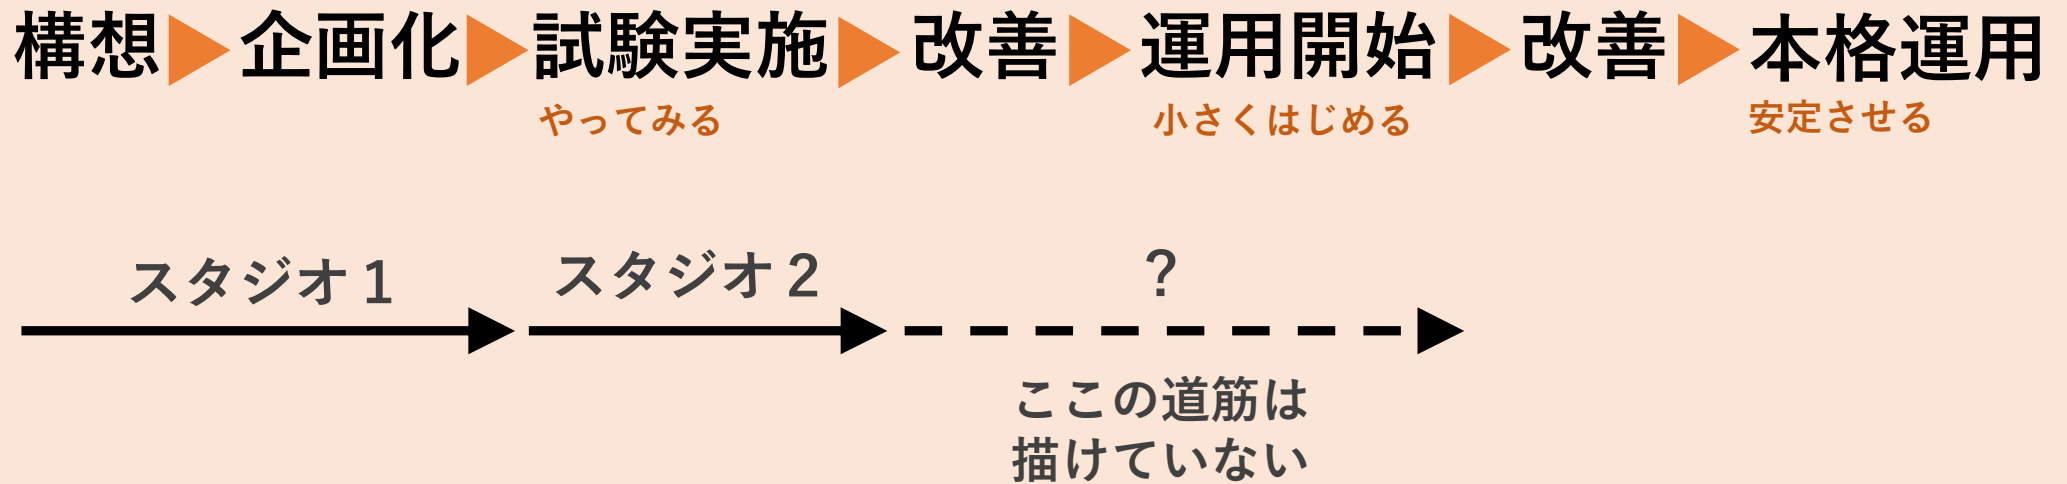 構想 企画化 試験実施 改善 運用開始 改善 本格運用
やってみる 小さくはじめる 安定させる
スタジオ1 スタジオ2 ?
ここの道筋は
描けていない